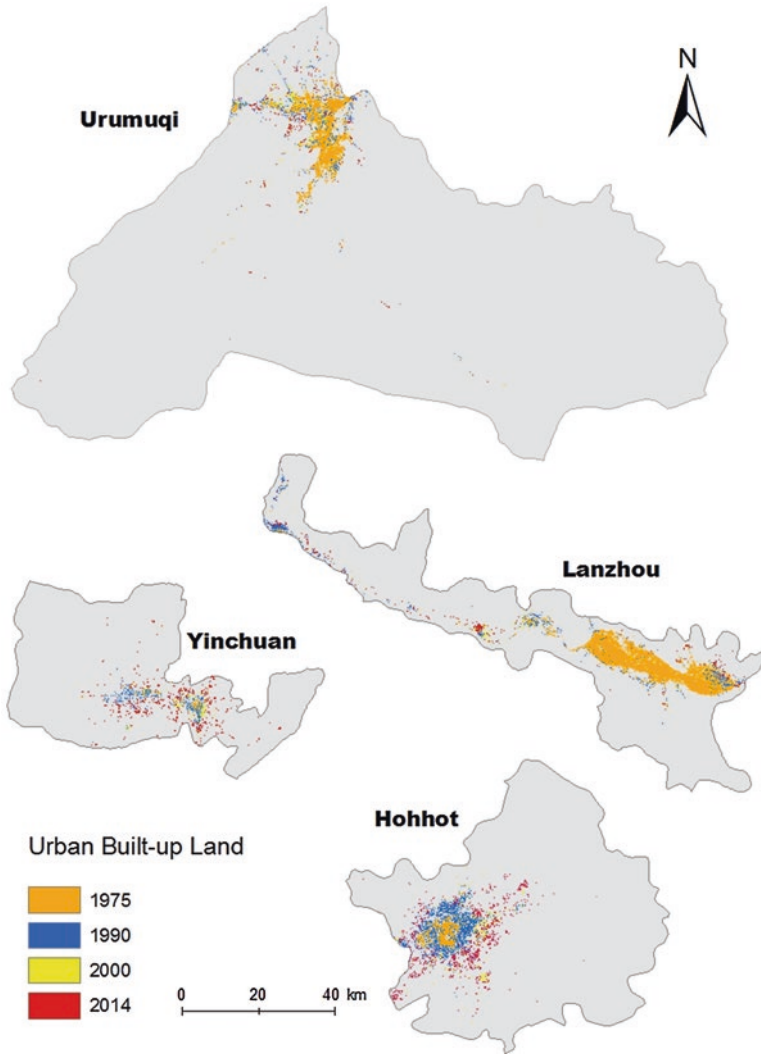 N
Urumuqi
Lanzhou
Yinchuan
Hohhot
Urban Built-up Land
1975
1990
2000
2014
0 20 40 km